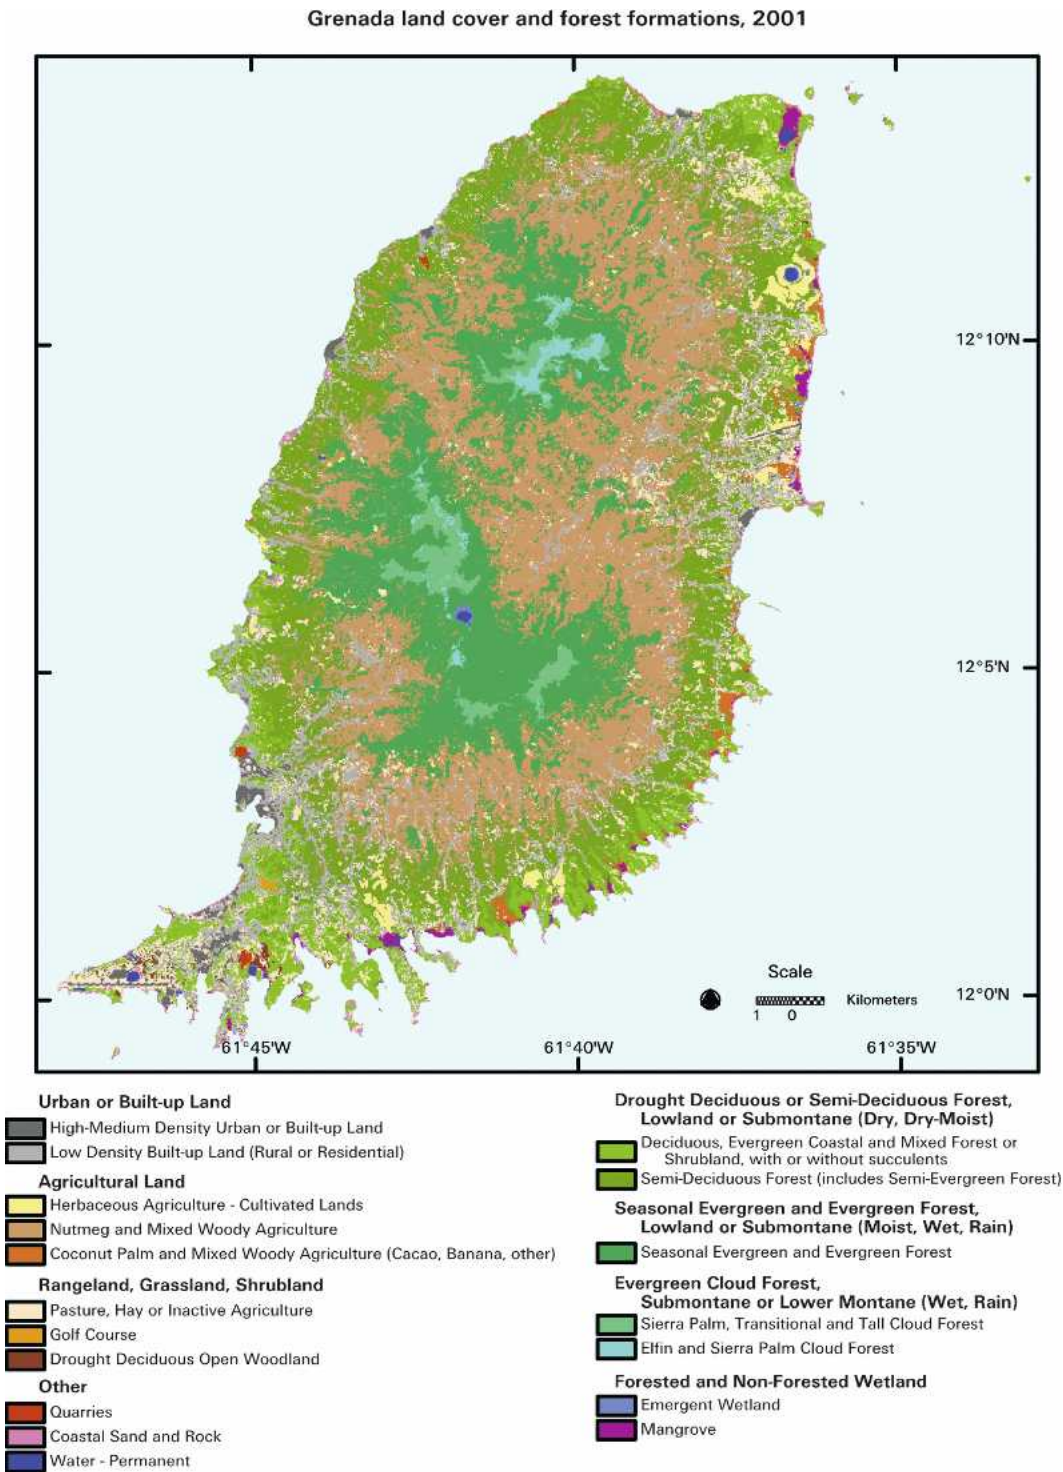 Grenada land cover and forest formations, 2001
12°10'N
12°5'N
Scale
Kilometers
1 0
12°0'N
61°45'W
61°40'W
61°35'W
Urban or Built-up Land
High-Medium Density Urban or Built-up Land
Low Density Built-up Land (Rural or Residential)
Agricultural Land
Herbaceous Agriculture - Cultivated Lands
Nutmeg and Mixed Woody Agriculture
Coconut Palm and Mixed Woody Agriculture (Cacao, Banana, other)
Rangeland, Grassland, Shrubland
Pasture, Hay or Inactive Agriculture
Golf Course
Drought Deciduous Open Woodland
Other
Quarries
Coastal Sand and Rock
Water - Permanent
Drought Deciduous or Semi-Deciduous Forest,
Lowland or Submontane (Dry, Dry-Moist)
Deciduous, Evergreen Coastal and Mixed Forest or
Shrubland, with or without succulents
Semi-Deciduous Forest (includes Semi-Evergreen Forest)
Seasonal Evergreen and Evergreen Forest,
Lowland or Submontane (Moist, Wet, Rain)
Seasonal Evergreen and Evergreen Forest
Evergreen Cloud Forest,
Submontane or Lower Montane (Wet, Rain)
Sierra Palm, Transitional and Tall Cloud Forest
Elfin and Sierra Palm Cloud Forest
Forested and Non-Forested Wetland
Emergent Wetland
Mangrove